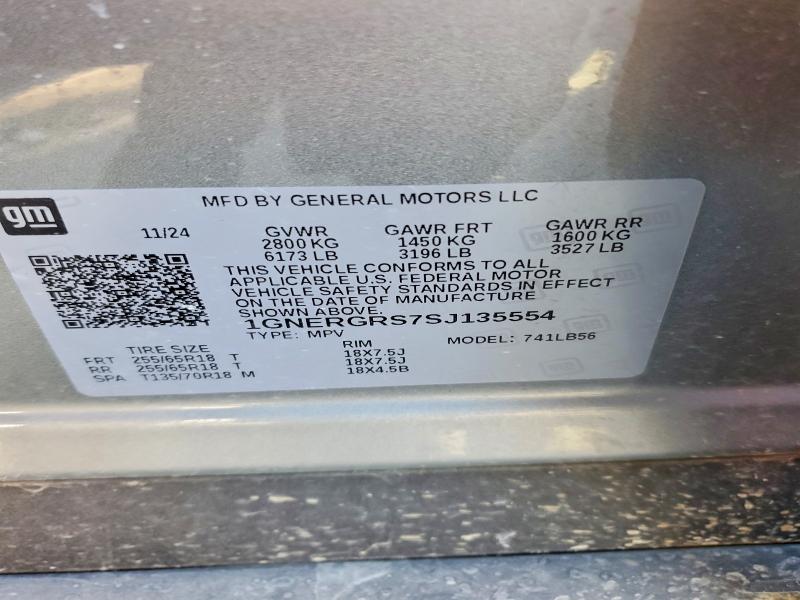 MFD BY GENERAL MOTORS LLC
gm
11/24 GVWR GAWR FRT GAWR RR
2800 KG 1450 KG 1600 KG
6173 LB 3196 LB 3527 LB
THIS VEHICLE CONFORMS TO ALL
APPLICABLE U.S. FEDERAL MOTOR
VEHICLE SAFETY STANDARDS IN EFFECT
ON THE DATE OF MANUFACTURE
SHOWN ABOVE.
1GNERGRS7SJ135554
TYPE: MPV MODEL: 741LB56
TIRE SIZE RIM
FRT 255/65R18 T 18X7.5J
RR 255/65R18 T 18X7.5J
SPA T135/70R18 M 18X4.5B